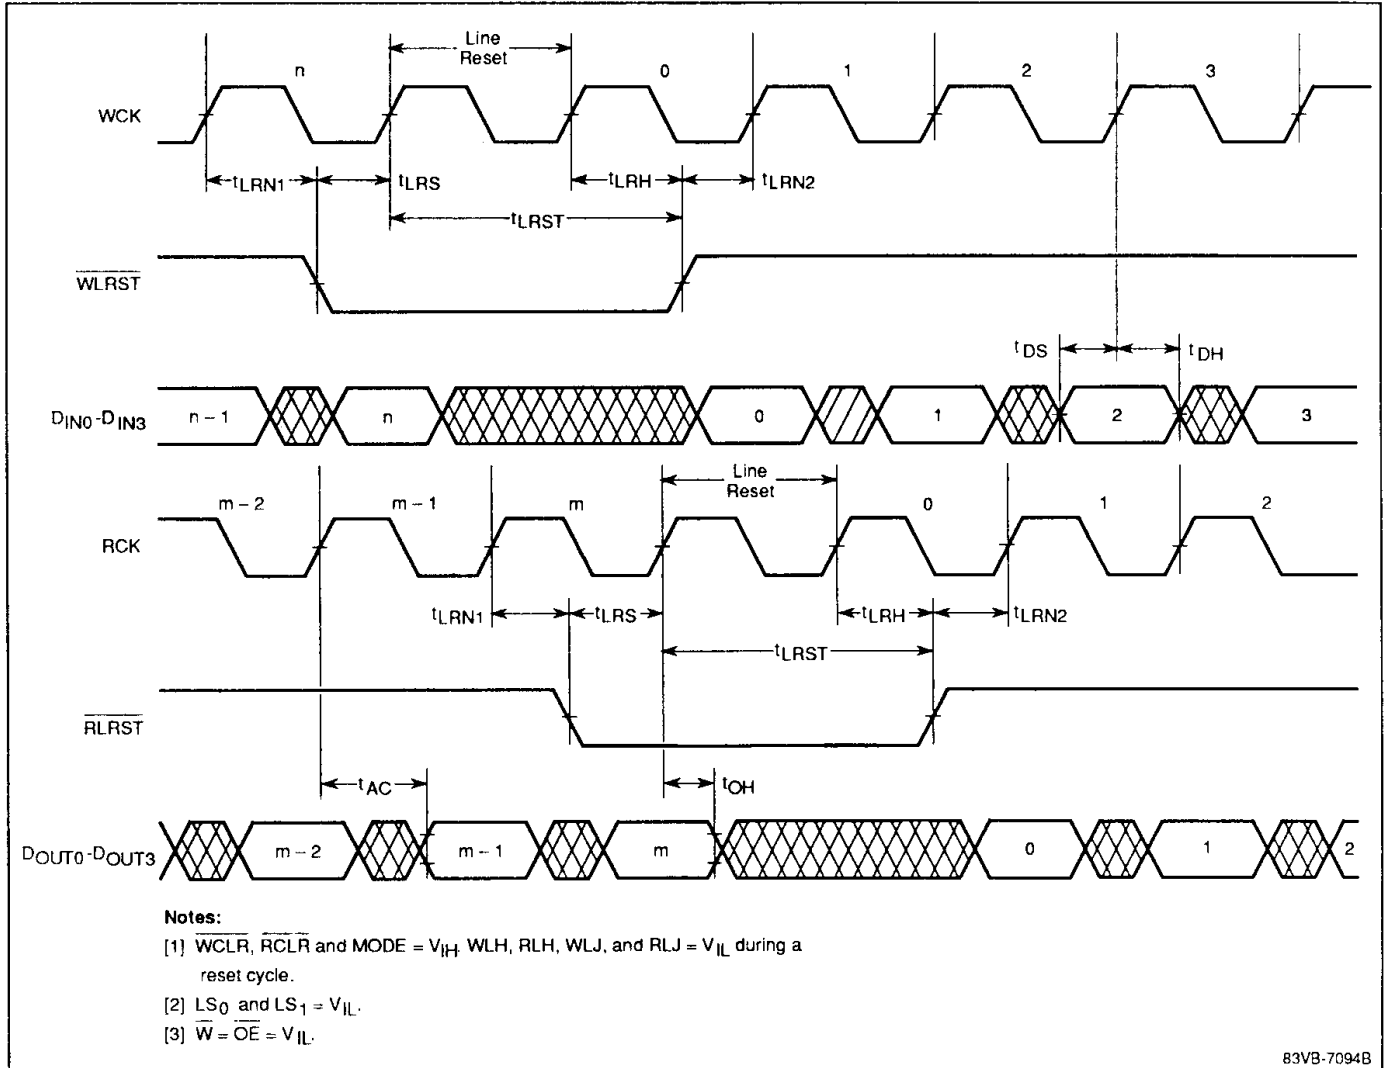 Line
Reset
n 0 1 2 3
WCK
tLRN1 tLRS tLRH tLRN2
tLRST
WLRST
tDS tDH
DIN0-DIN3 n – 1 n 0 1 2 3
Line
Reset
m – 2 m – 1 m 0 1 2
RCK
tLRN1 tLRS tLRH tLRN2
tLRST
RLRST
tAC tOH
DOUT0-DOUT3 m – 2 m – 1 m 0 1 2
Notes:
[1] WCLR, RCLR and MODE = VIH. WLH, RLH, WLJ, and RLJ = VIL during a
reset cycle.
[2] LS0 and LS1 = VIL.
[3] W = OE = VIL.
83VB-7094B